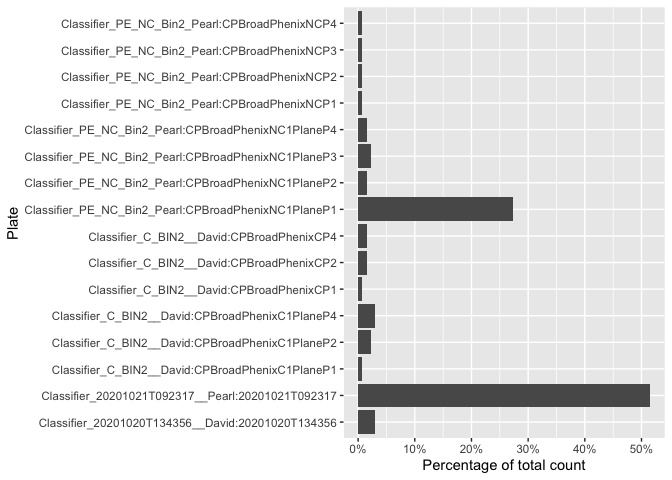 Plate
Classifier_PE_NC_Bin2_Pearl:CPBroadPhenixNCP4
Classifier_PE_NC_Bin2_Pearl:CPBroadPhenixNCP3
Classifier_PE_NC_Bin2_Pearl:CPBroadPhenixNCP2
Classifier_PE_NC_Bin2_Pearl:CPBroadPhenixNCP1
Classifier_PE_NC_Bin2_Pearl:CPBroadPhenixNC1PlaneP4
Classifier_PE_NC_Bin2_Pearl:CPBroadPhenixNC1PlaneP3
Classifier_PE_NC_Bin2_Pearl:CPBroadPhenixNC1PlaneP2
Classifier_PE_NC_Bin2_Pearl:CPBroadPhenixNC1PlaneP1
Classifier_C_BIN2__David:CPBroadPhenixCP4
Classifier_C_BIN2__David:CPBroadPhenixCP2
Classifier_C_BIN2__David:CPBroadPhenixCP1
Classifier_C_BIN2__David:CPBroadPhenixC1PlaneP4
Classifier_C_BIN2__David:CPBroadPhenixC1PlaneP2
Classifier_C_BIN2__David:CPBroadPhenixC1PlaneP1
Classifier_20201021T092317__Pearl:20201021T092317
Classifier_20201020T134356__David:20201020T134356
0% 10% 20% 30% 40% 50%
Percentage of total count